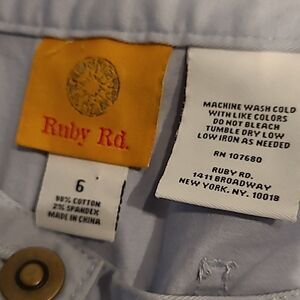 Ruby Rd.
6
98% COTTON
2% SPANDEX
MADE IN CHINA
MACHINE WASH COLD
WITH LIKE COLORS
DO NOT BLEACH
TUMBLE DRY LOW
LOW IRON AS NEEDED
RN 107680
RUBY RD.
1411 BROADWAY
NEW YORK, NY. 10018